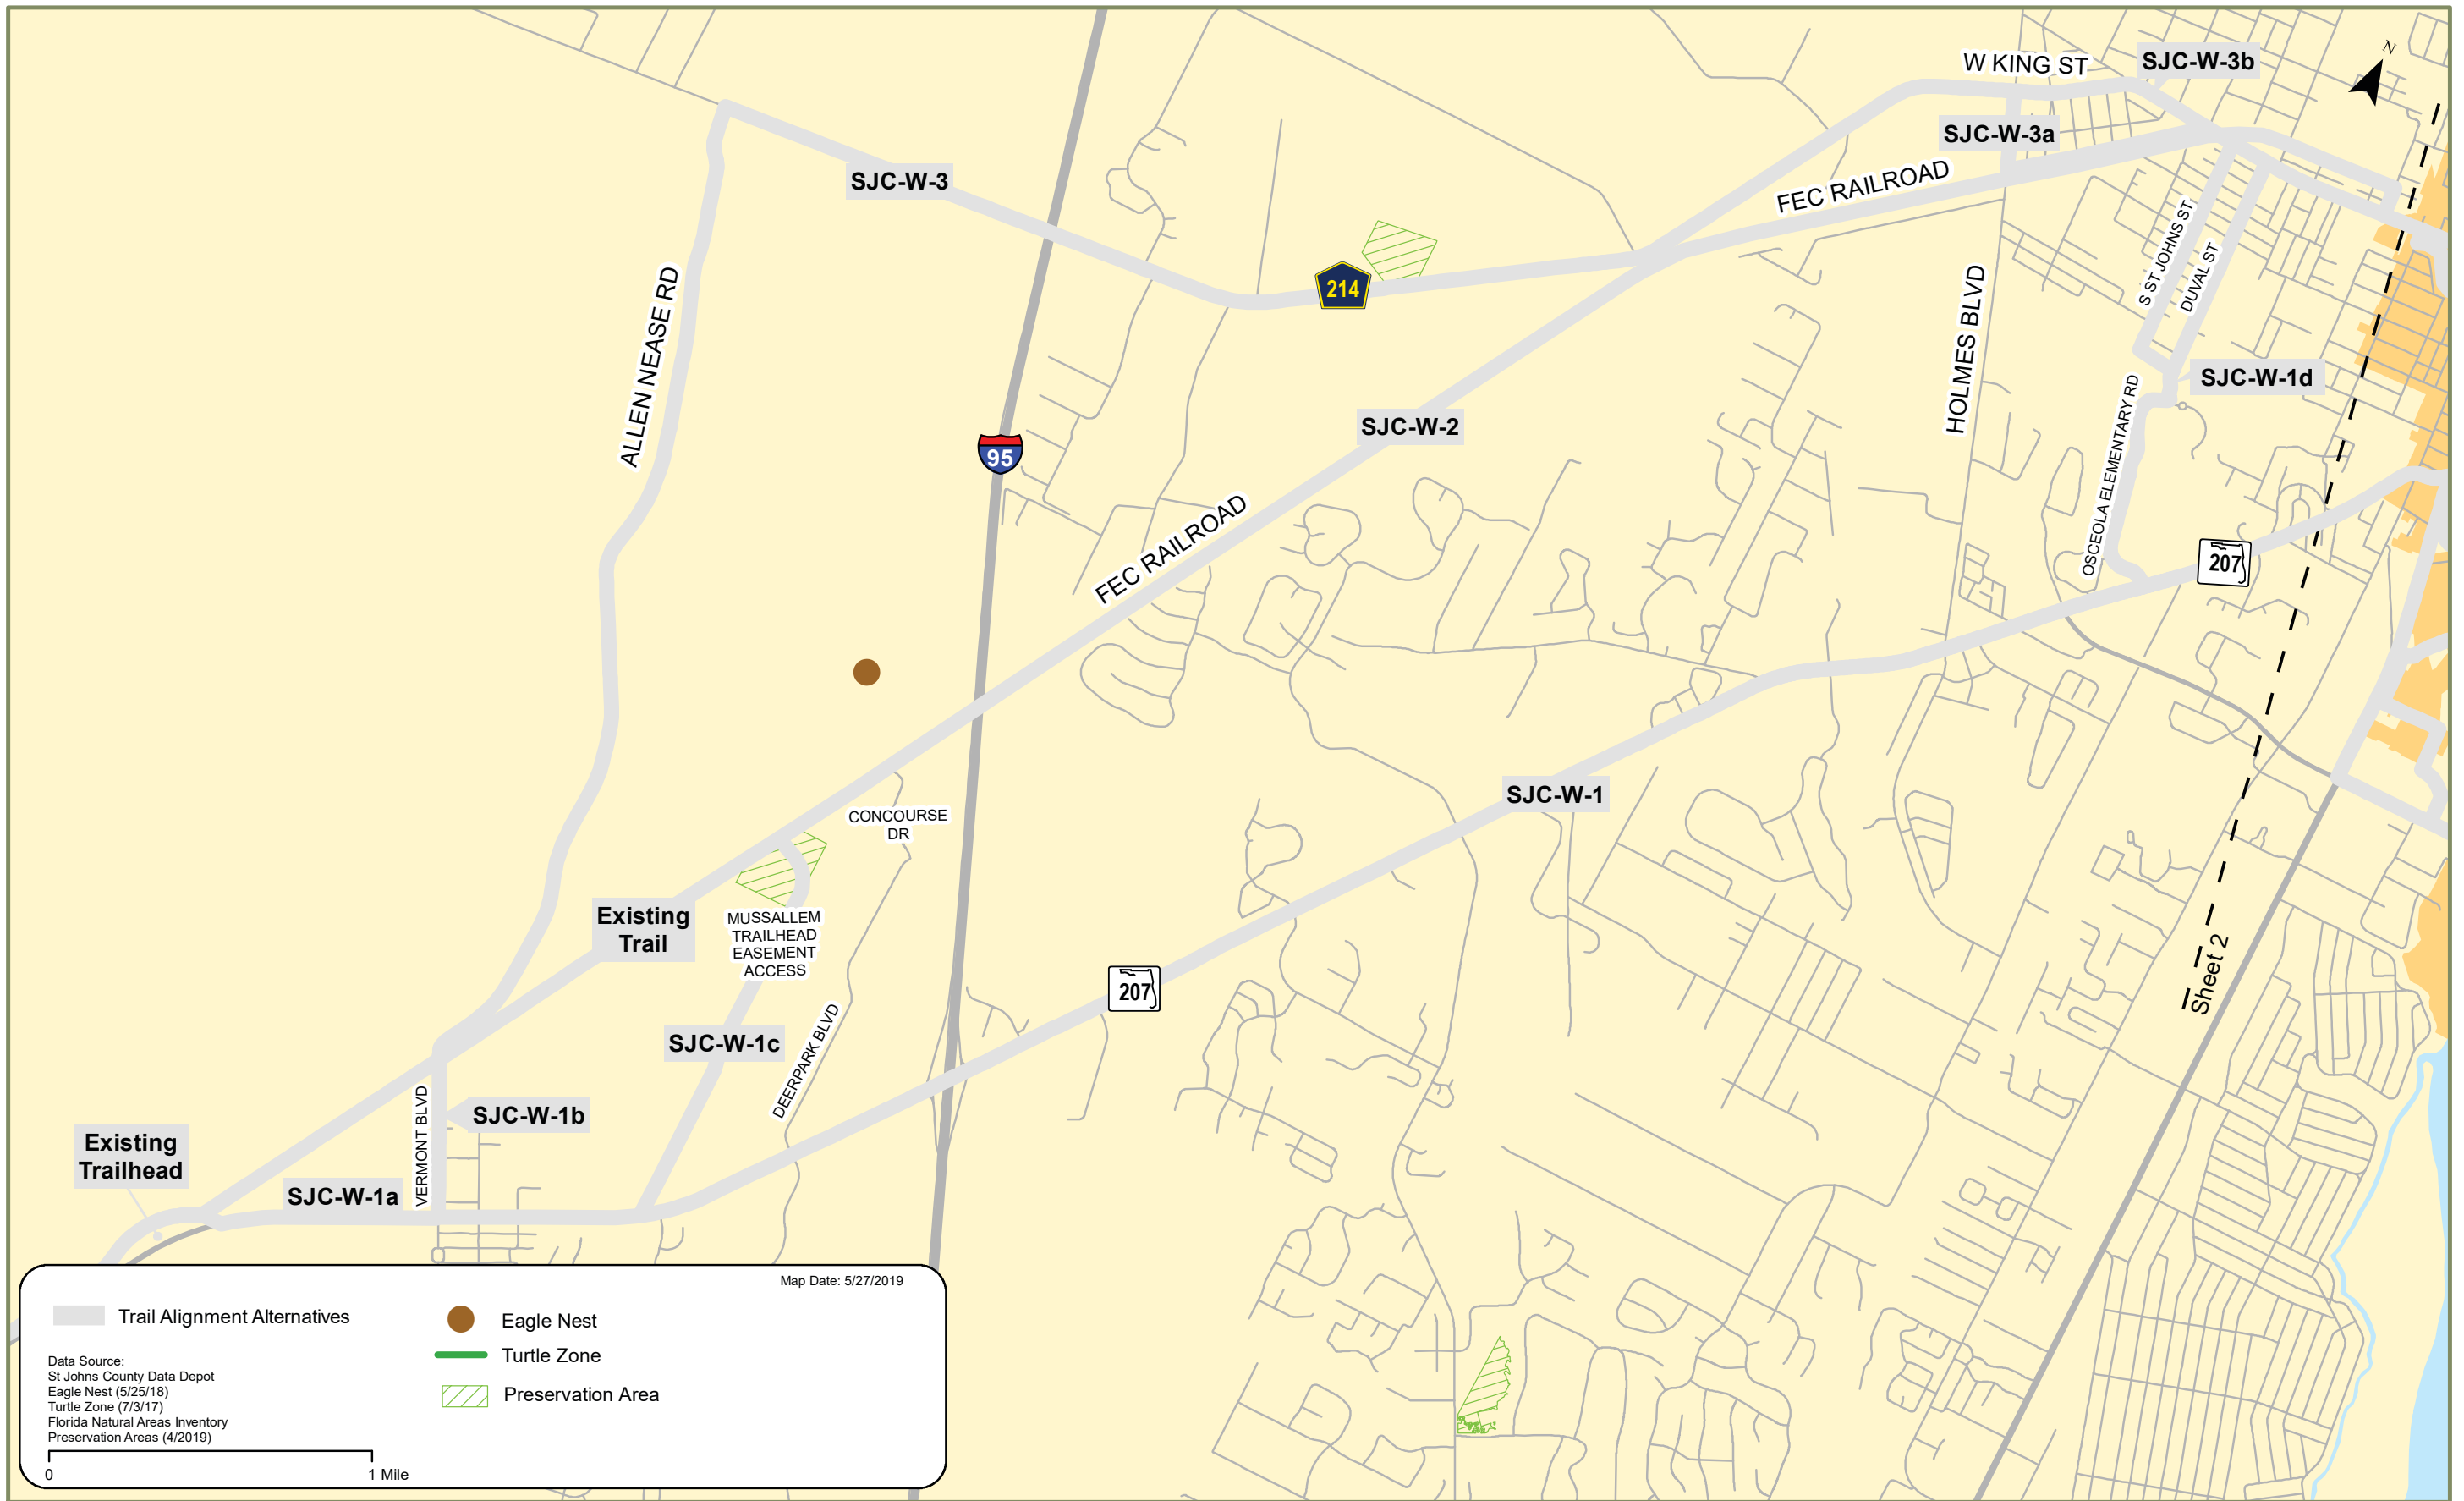 N
W KING ST
SJC-W-3b
SJC-W-3a
SJC-W-3
FEC RAILROAD
214
S ST JOHNS ST
DUVAL ST
HOLMES BLVD
ALLEN NEASE RD
SJC-W-1d
SJC-W-2
95
OSCEOLA ELEMENTARY RD
FEC RAILROAD
207
SJC-W-1
CONCOURSE
DR
Existing
Trail
MUSSALLEM
TRAILHEAD
EASEMENT
ACCESS
207
Sheet 2
SJC-W-1c
DEERPARK BLVD
VERMONT BLVD
SJC-W-1b
Existing
Trailhead
SJC-W-1a
Map Date: 5/27/2019
Trail Alignment Alternatives
Eagle Nest
Turtle Zone
Preservation Area
Data Source:
St Johns County Data Depot
Eagle Nest (5/25/18)
Turtle Zone (7/3/17)
Florida Natural Areas Inventory
Preservation Areas (4/2019)
0
1 Mile